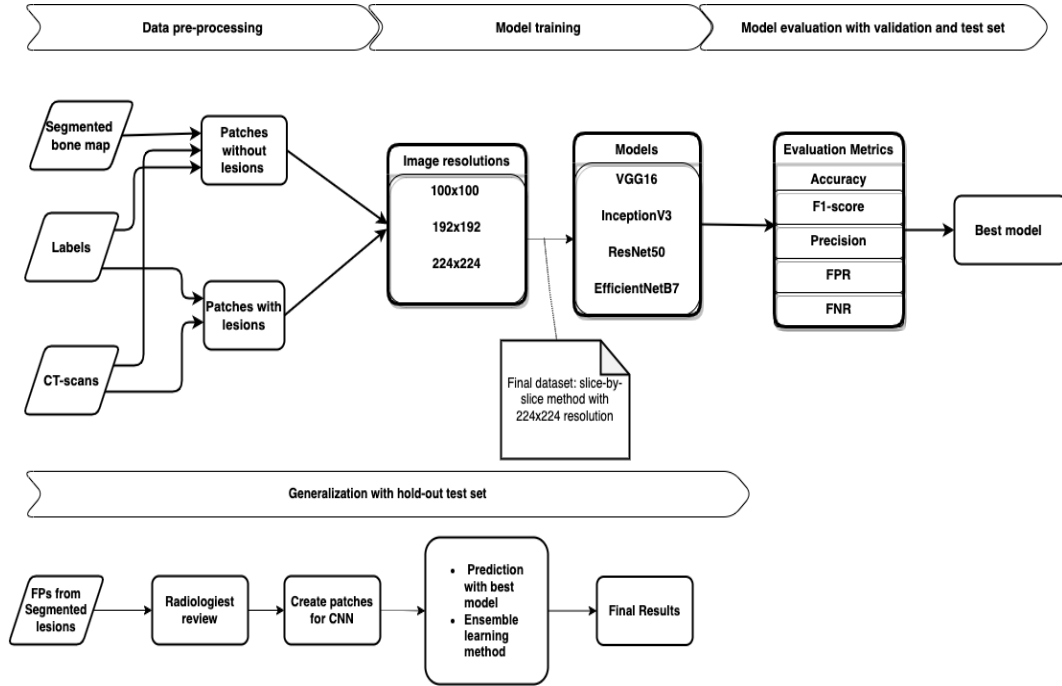 Data pre-processing
Model training
Model evaluation with validation and test set
Segmented
bone map
Labels
CT-scans
Patches
without
lesions
Patches with
lesions
Image resolutions
100x100
192x192
224x224
Final dataset: slice-by-
slice method with
224x224 resolution
Models
VGG16
InceptionV3
ResNet50
EfficientNetB7
Evaluation Metrics
Accuracy
F1-score
Precision
FPR
FNR
Best model
Generalization with hold-out test set
FPs from
Segmented
lesions
Radiologiest
review
Create patches
for CNN
• Prediction
with best
model
• Ensemble
learning
method
Final Results